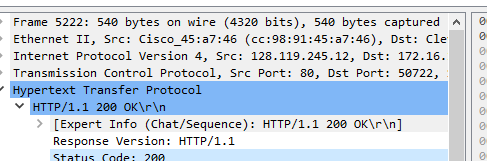 Frame 5222: 540 bytes on wire (4320 bits), 540 bytes captured
Ethernet II, Src: Cisco_45:a7:46 (cc:98:91:45:a7:46), Dst: Cle
Internet Protocol Version 4, Src: 128.119.245.12, Dst: 172.16.
Transmission Control Protocol, Src Port: 80, Dst Port: 50722,
Hypertext Transfer Protocol
HTTP/1.1 200 OK\r\n
[Expert Info (Chat/Sequence): HTTP/1.1 200 OK\r\n]
Response Version: HTTP/1.1
Status Code: 200